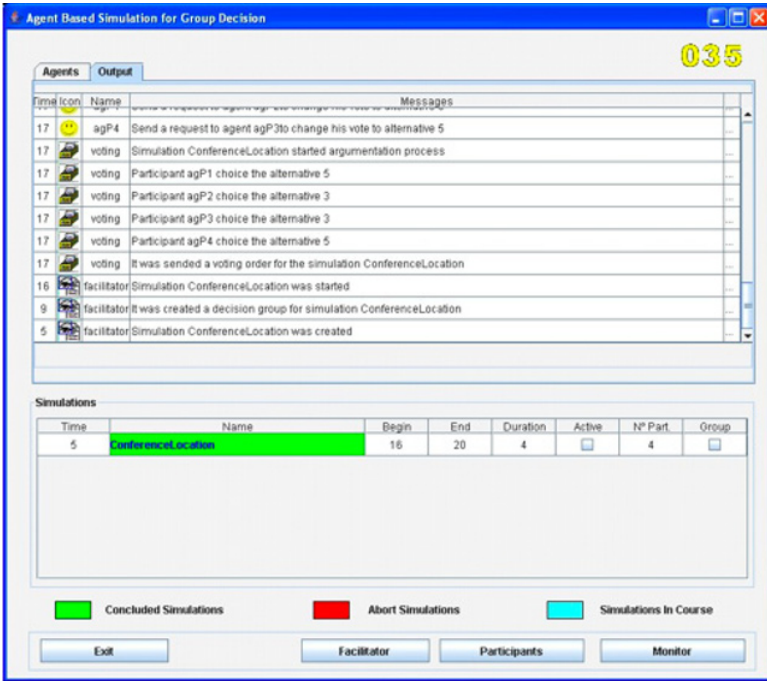 Agent Based Simulation for Group Decision
035
Agents Output
Time Icon Name Messages
17 agP4 Send a request to agent agP3to change his vote to alternative 5
17 voting Simulation ConferenceLocation started argumentation process
17 voting Participant agP1 choice the alternative 5
17 voting Participant agP2 choice the alternative 3
17 voting Participant agP3 choice the alternative 3
17 voting Participant agP4 choice the alternative 5
17 voting It was sended a voting order for the simulation ConferenceLocation
16 facilitator Simulation ConferenceLocation was started
9 facilitator It was created a decision group for simulation ConferenceLocation
5 facilitator Simulation ConferenceLocation was created
Simulations
Time Name Begin End Duration Active Nº Part. Group
5 ConferenceLocation 16 20 4 4
Concluded Simulations Abort Simulations Simulations In Course
Exit Facilitator Participants Monitor